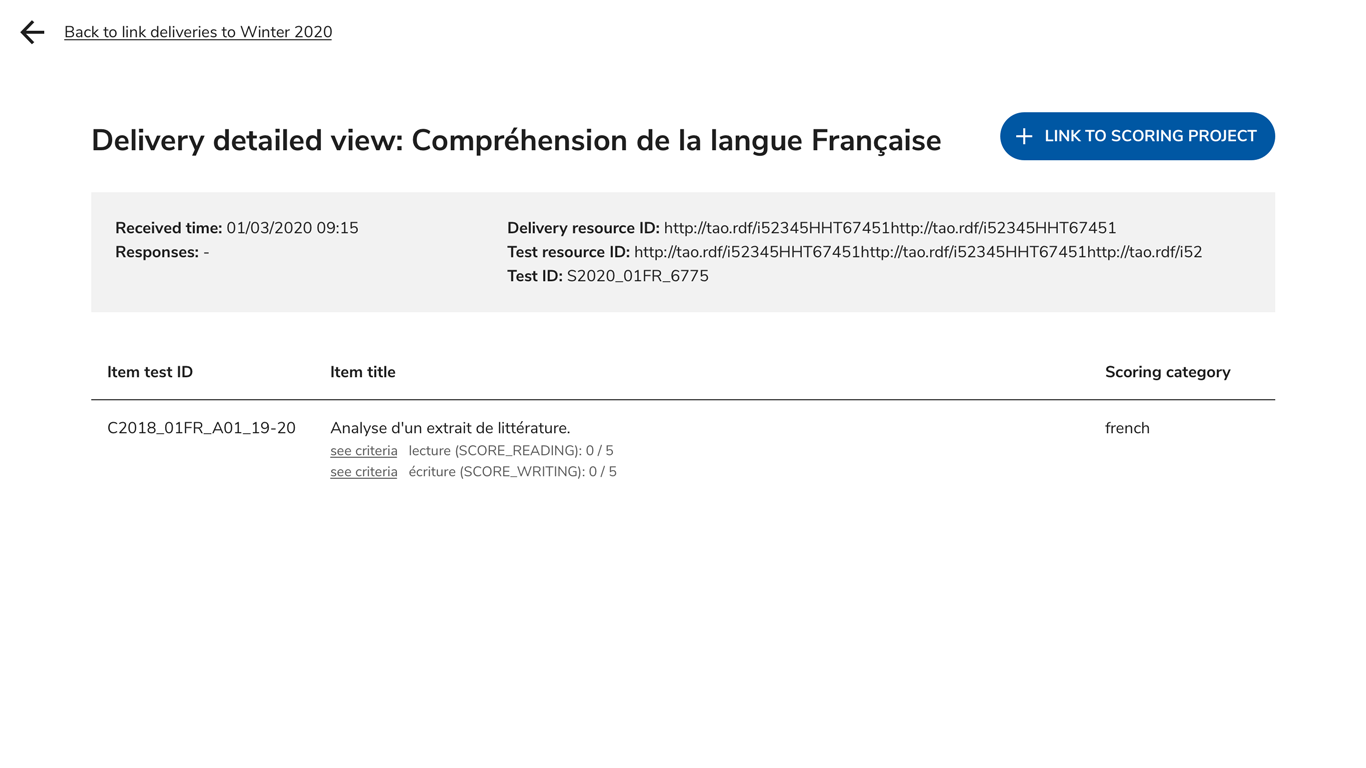 Back to link deliveries to Winter 2020
Delivery detailed view: Compréhension de la langue Française
LINK TO SCORING PROJECT
Received time: 01/03/2020 09:15
Responses: -
Delivery resource ID: http://tao.rdf/i52345HHT67451http://tao.rdf/i52345HHT67451
Test resource ID: http://tao.rdf/i52345HHT67451http://tao.rdf/i52345HHT67451http://tao.rdf/i52
Test ID: S2020_01FR_6775
Item test ID Item title Scoring category
C2018_01FR_A01_19-20 Analyse d'un extrait de littérature. french
see criteria lecture (SCORE_READING): 0 / 5
see criteria écriture (SCORE_WRITING): 0 / 5